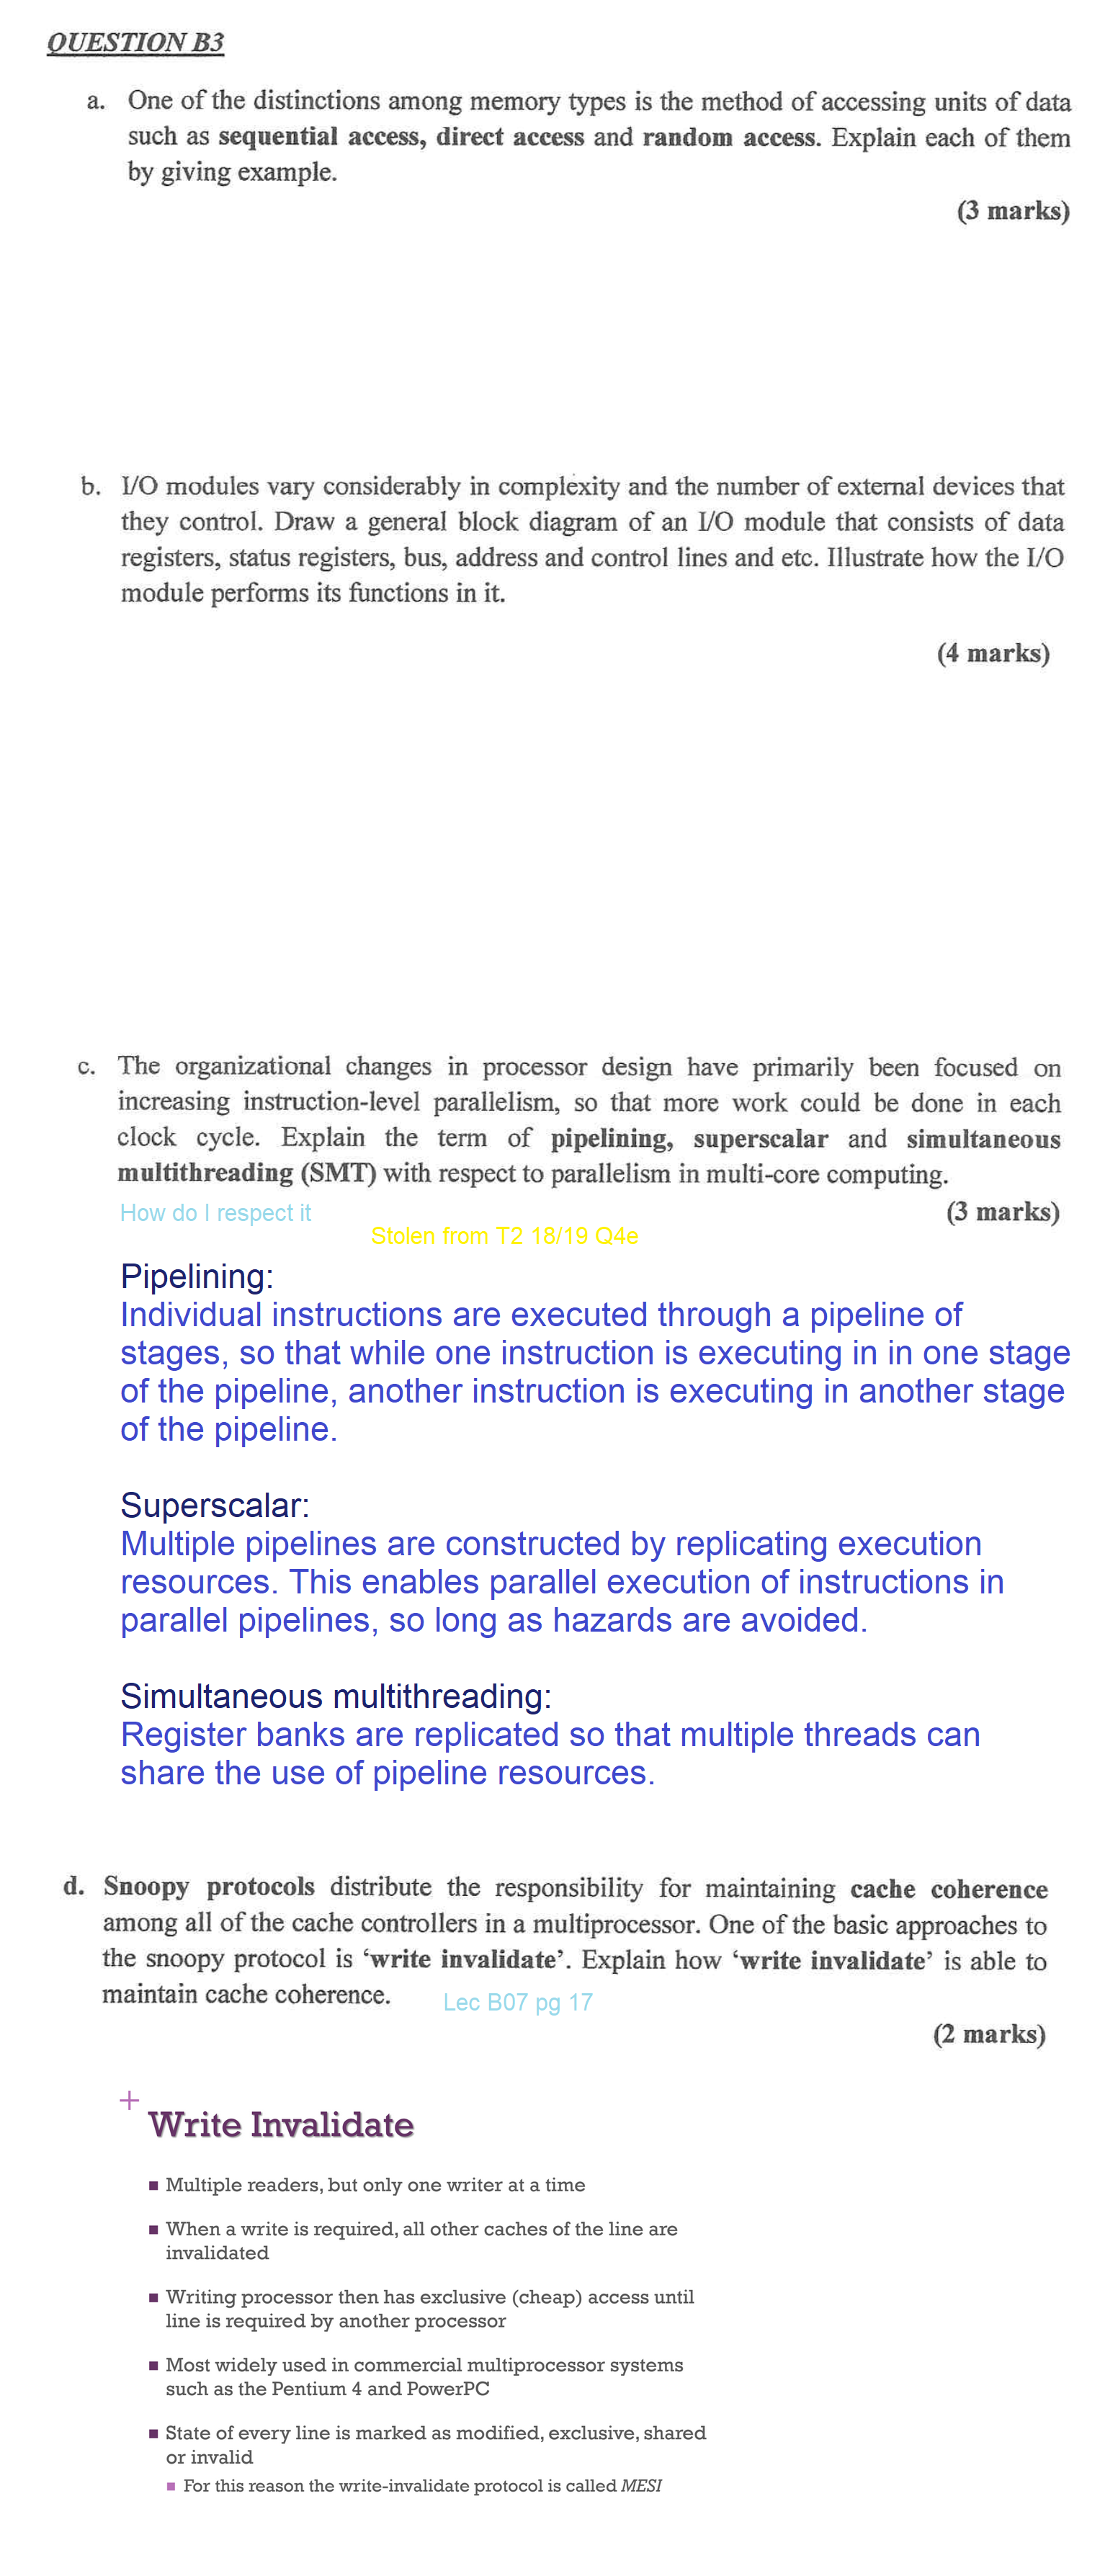 QUESTION B3
a. One of the distinctions among memory types is the method of accessing units of data
such as sequential access, direct access and random access. Explain each of them
by giving example.
(3 marks)
b. I/O modules vary considerably in complexity and the number of external devices that
they control. Draw a general block diagram of an I/O module that consists of data
registers, status registers, bus, address and control lines and etc. Illustrate how the I/O
module performs its functions in it.
(4 marks)
c. The organizational changes in processor design have primarily been focused on
increasing instruction-level parallelism, so that more work could be done in each
clock cycle. Explain the term of pipelining, superscalar and simultaneous
multithreading (SMT) with respect to parallelism in multi-core computing.
How do I respect it
(3 marks)
Stolen from T2 18/19 Q4e
Pipelining:
Individual instructions are executed through a pipeline of
stages, so that while one instruction is executing in in one stage
of the pipeline, another instruction is executing in another stage
of the pipeline.
Superscalar:
Multiple pipelines are constructed by replicating execution
resources. This enables parallel execution of instructions in
parallel pipelines, so long as hazards are avoided.
Simultaneous multithreading:
Register banks are replicated so that multiple threads can
share the use of pipeline resources.
d. Snoopy protocols distribute the responsibility for maintaining cache coherence
among all of the cache controllers in a multiprocessor. One of the basic approaches to
the snoopy protocol is ‘write invalidate’. Explain how ‘write invalidate’ is able to
maintain cache coherence.
Lec B07 pg 17
(2 marks)
+
Write Invalidate
■ Multiple readers, but only one writer at a time
■ When a write is required, all other caches of the line are
invalidated
■ Writing processor then has exclusive (cheap) access until
line is required by another processor
■ Most widely used in commercial multiprocessor systems
such as the Pentium 4 and PowerPC
■ State of every line is marked as modified, exclusive, shared
or invalid
■ For this reason the write-invalidate protocol is called MESI